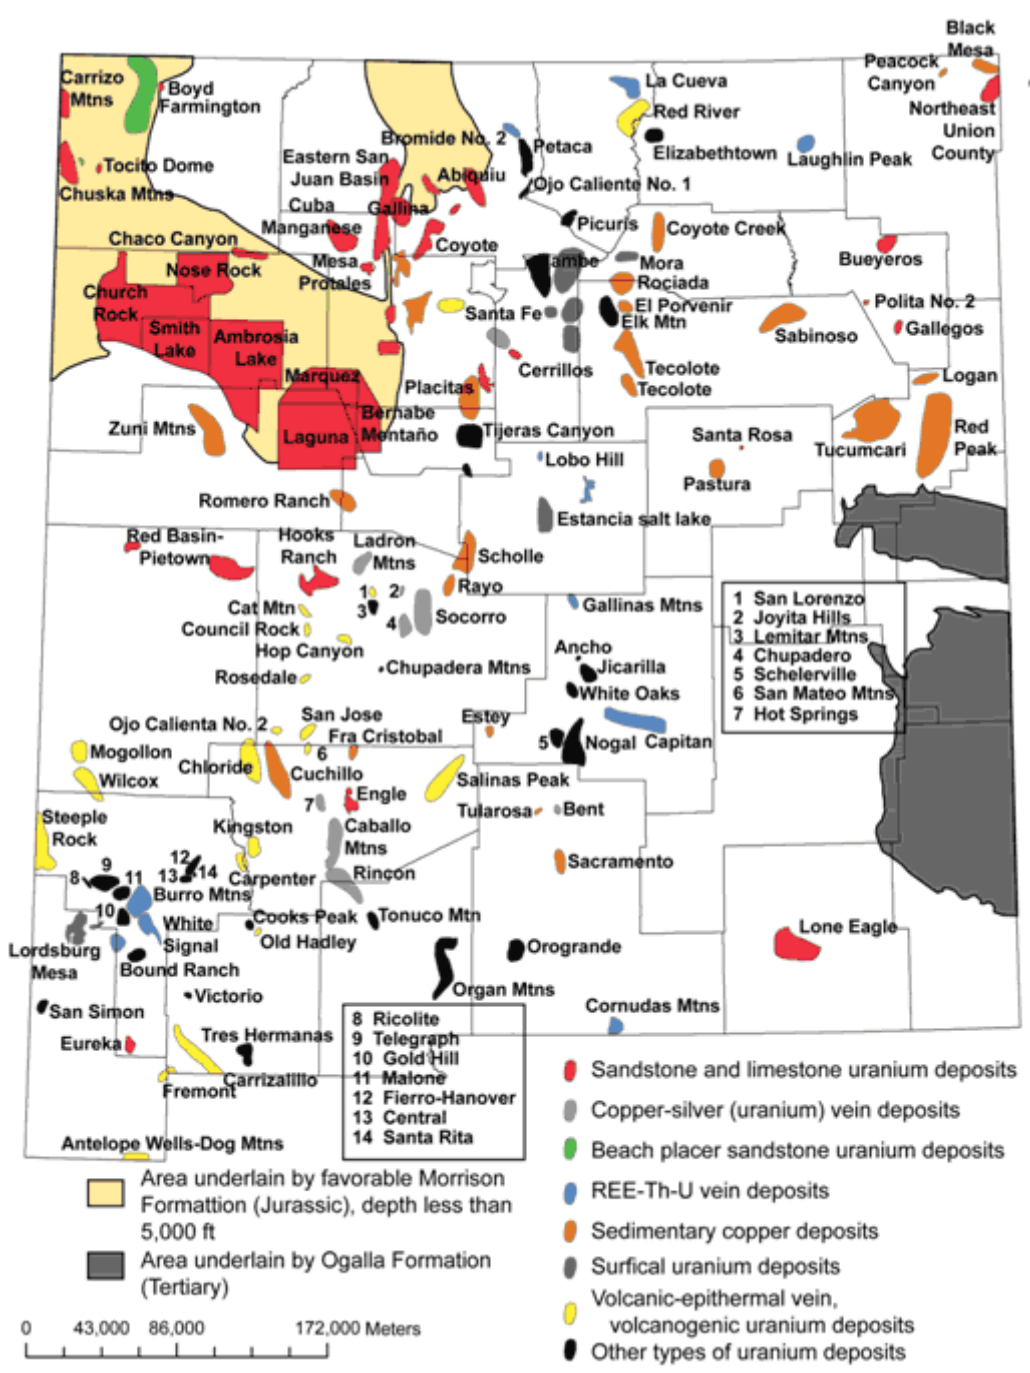 Black
Mesa
Peacock
Canyon
Carrizo
Mtns
Boyd
Farmington
La Cueva
Northeast
Union
County
Red River
Bromide No. 2
Petaca
Elizabethtown
Laughlin Peak
Eastern San
Juan Basin
Tocito Dome
Abiquiu
Ojo Caliente No. 1
Chuska Mtns
Cuba
Manganese
Gallina
Picuris
Coyote Creek
Chaco Canyon
Coyote
Mesa
Portales
Nose Rock
Mora
Bueyeros
Rociada
Church
Rock
Santa Fe
El Porvenir
Elk Mtn
Polita No. 2
Gallegos
Smith
Lake
Ambrosia
Lake
Sabinoso
Cerrillos
Tecolote
Tecolote
Marquez
Placitas
Logan
Bernabe
Montaño
Zuni Mtns
Laguna
Tijeras Canyon
Santa Rosa
Tucumcari
Red
Peak
Lobo Hill
Pastura
Romero Ranch
Estancia salt lake
Red Basin-
Pietown
Hooks
Ranch
Ladron
Mtns
Scholle
Rayo
1
2
3
4
Cat Mtn
Council Rock
Hop Canyon
Socorro
Gallinas Mtns
1 San Lorenzo
2 Joyita Hills
3 Lemitar Mtns
4 Chupadero
5 Schelerville
6 San Mateo Mtns
7 Hot Springs
Ancho
Jicarilla
White Oaks
Chupadera Mtns
Rosedale
Ojo Calienta No. 2
San Jose
Fra Cristobal
Estey
5
Nogal
Capitan
Mogollon
Wilcox
Chloride
6
Cuchillo
Salinas Peak
7
Engle
Tularosa
Bent
Steeple
Rock
Kingston
Caballo
Mtns
Sacramento
12
9
8
11
13
14
Carpenter
Rincon
Burro Mtns
10
White
Signal
Cooks Peak
Old Hadley
Tonuco Mtn
Lone Eagle
Lordsburg
Mesa
Bound Ranch
Orogrande
Victorio
Organ Mtns
San Simon
Cornudas Mtns
Eureka
Tres Hermanas
Carrizalillo
Fremont
8 Ricolite
9 Telegraph
10 Gold Hill
11 Malone
12 Fierro-Hanover
13 Central
14 Santa Rita
Antelope Wells-Dog Mtns
Area underlain by favorable Morrison
Formattion (Jurassic), depth less than
5,000 ft
Area underlain by Ogalla Formation
(Tertiary)
0 43,000 86,000 172,000 Meters
Sandstone and limestone uranium deposits
Copper-silver (uranium) vein deposits
Beach placer sandstone uranium deposits
REE-Th-U vein deposits
Sedimentary copper deposits
Surfical uranium deposits
Volcanic-epithermal vein,
volcanogenic uranium deposits
Other types of uranium deposits